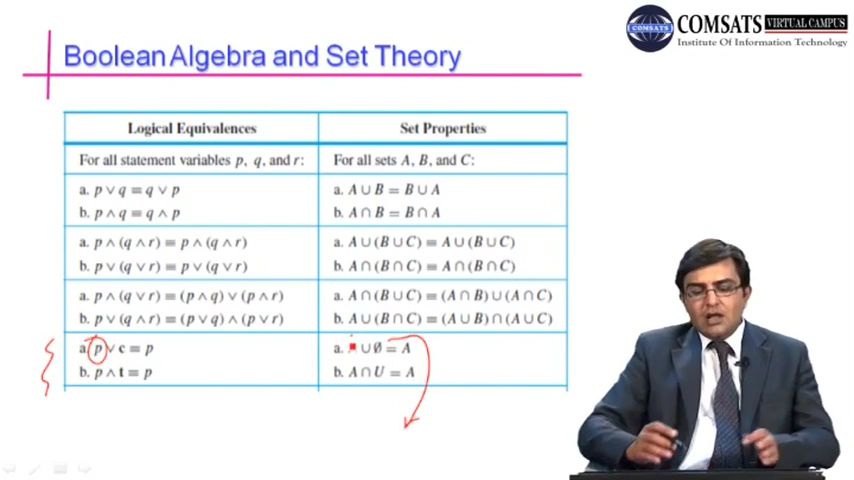 COMSATS VIRTUAL CAMPUS
Institute Of Information Technology
COMSATS
Boolean Algebra and Set Theory
Logical Equivalences Set Properties
For all statement variables p, q, and r: For all sets A, B, and C:
a. p ∨ q ≡ q ∨ p a. A ∪ B = B ∪ A
b. p ∧ q ≡ q ∧ p b. A ∩ B = B ∩ A
a. p ∧ (q ∧ r) ≡ p ∧ (q ∧ r) a. A ∪ (B ∪ C) = A ∪ (B ∪ C)
b. p ∨ (q ∨ r) ≡ p ∨ (q ∨ r) b. A ∩ (B ∩ C) = A ∩ (B ∩ C)
a. p ∧ (q ∨ r) ≡ (p ∧ q) ∨ (p ∧ r) a. A ∩ (B ∪ C) = (A ∩ B) ∪ (A ∩ C)
b. p ∨ (q ∧ r) ≡ (p ∨ q) ∧ (p ∨ r) b. A ∪ (B ∩ C) = (A ∪ B) ∩ (A ∪ C)
a. p ∨ c ≡ p a. ∪ ∅ = A
b. p ∧ t ≡ p b. A ∩ U = A